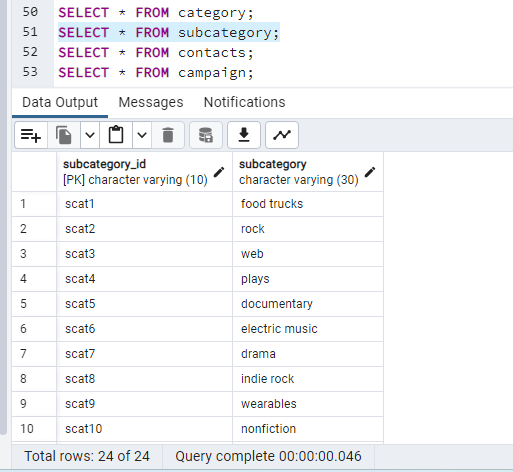 50 SELECT * FROM category;
51 SELECT * FROM subcategory;
52 SELECT * FROM contacts;
53 SELECT * FROM campaign;
Data Output Messages Notifications
subcategory_id subcategory
[PK] character varying (10) character varying (30)
1 scat1 food trucks
2 scat2 rock
3 scat3 web
4 scat4 plays
5 scat5 documentary
6 scat6 electric music
7 scat7 drama
8 scat8 indie rock
9 scat9 wearables
10 scat10 nonfiction
Total rows: 24 of 24 Query complete 00:00:00.046